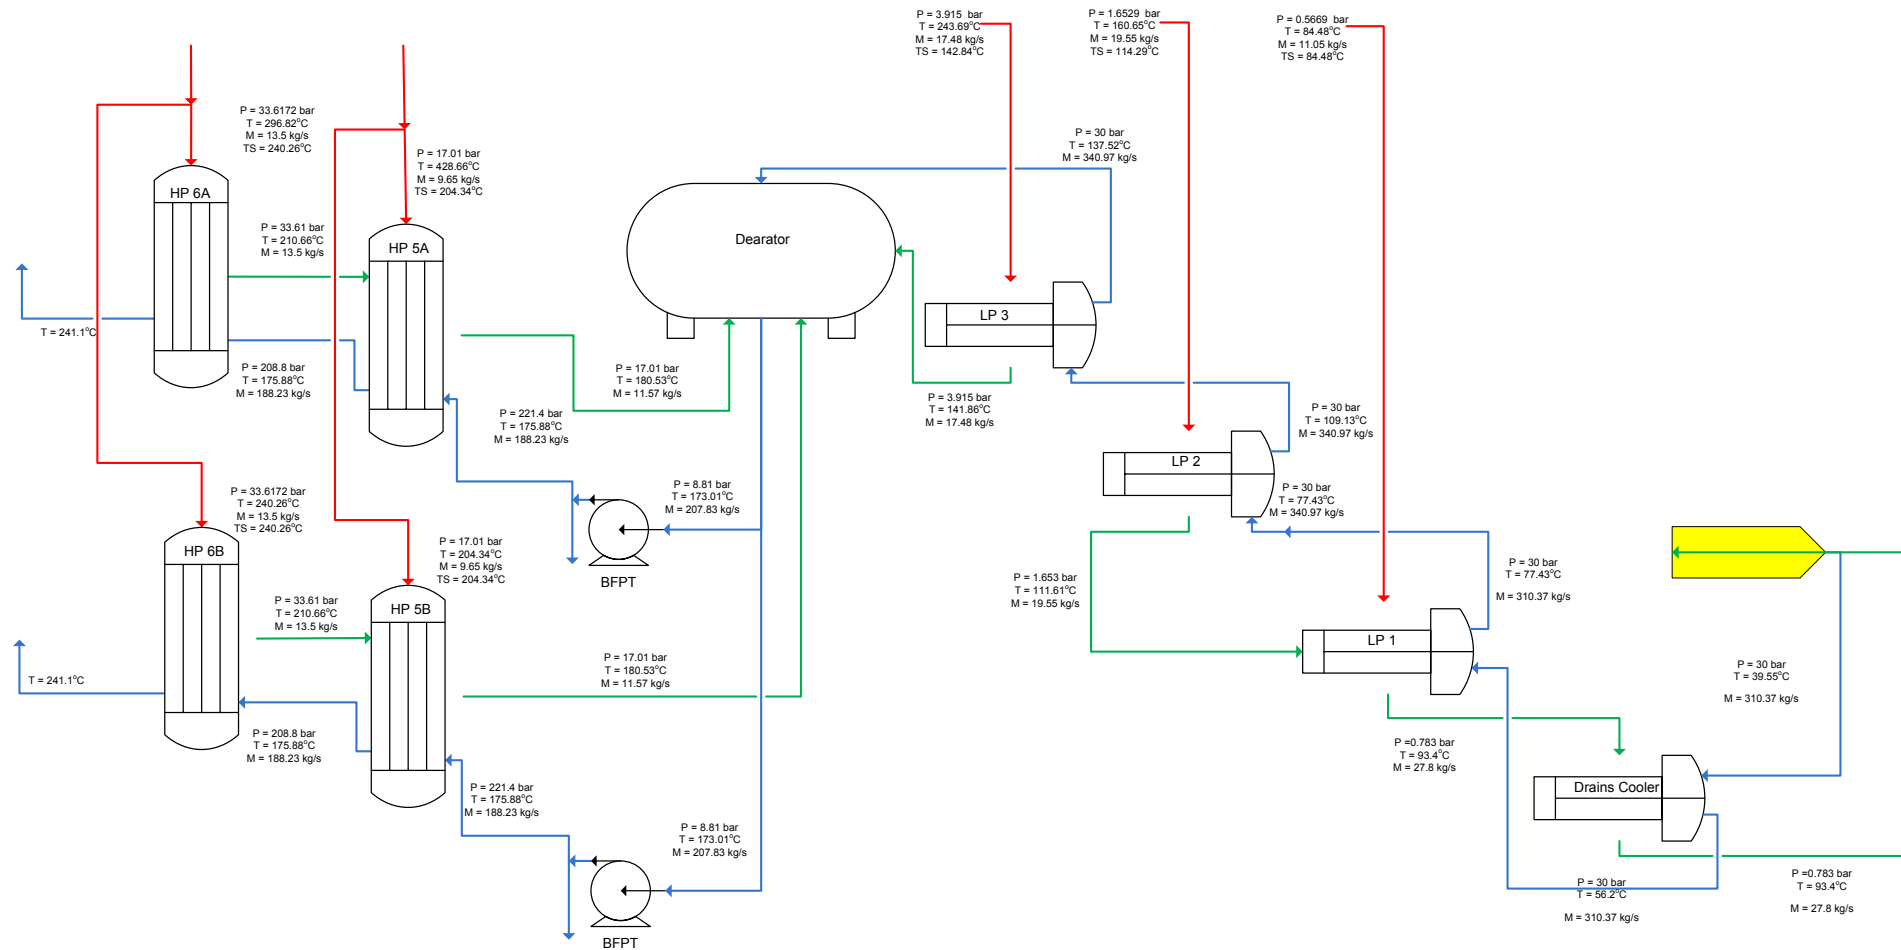 P = 3.915 bar
T = 243.69°C
M = 17.48 kg/s
TS = 142.84°C
P = 1.6529 bar
T = 160.65°C
M = 19.55 kg/s
TS = 114.29°C
P = 0.5669 bar
T = 84.48°C
M = 11.05 kg/s
TS = 84.48°C
P = 33.6172 bar
T = 296.82°C
M = 13.5 kg/s
TS = 240.26°C
P = 17.01 bar
T = 428.66°C
M = 9.65 kg/s
TS = 204.34°C
P = 30 bar
T = 137.52°C
M = 340.97 kg/s
HP 6A
P = 33.61 bar
T = 210.66°C
M = 13.5 kg/s
HP 5A
Dearator
LP 3
T = 241.1°C
P = 208.8 bar
T = 175.88°C
M = 188.23 kg/s
P = 17.01 bar
T = 180.53°C
M = 11.57 kg/s
P = 3.915 bar
T = 141.86°C
M = 17.48 kg/s
P = 221.4 bar
T = 175.88°C
M = 188.23 kg/s
P = 30 bar
T = 109.13°C
M = 340.97 kg/s
LP 2
P = 8.81 bar
T = 173.01°C
M = 207.83 kg/s
P = 30 bar
T = 77.43°C
M = 340.97 kg/s
P = 33.6172 bar
T = 240.26°C
M = 13.5 kg/s
TS = 240.26°C
HP 6B
P = 17.01 bar
T = 204.34°C
M = 9.65 kg/s
TS = 204.34°C
BFPT
P = 1.653 bar
T = 111.61°C
M = 19.55 kg/s
P = 30 bar
T = 77.43°C
M = 310.37 kg/s
P = 33.61 bar
T = 210.66°C
M = 13.5 kg/s
HP 5B
LP 1
P = 17.01 bar
T = 180.53°C
M = 11.57 kg/s
P = 30 bar
T = 39.55°C
M = 310.37 kg/s
T = 241.1°C
P = 208.8 bar
T = 175.88°C
M = 188.23 kg/s
P =0.783 bar
T = 93.4°C
M = 27.8 kg/s
P = 221.4 bar
T = 175.88°C
M = 188.23 kg/s
Drains Cooler
P = 8.81 bar
T = 173.01°C
M = 207.83 kg/s
P = 30 bar
T = 56.2°C
M = 310.37 kg/s
P =0.783 bar
T = 93.4°C
M = 27.8 kg/s
BFPT